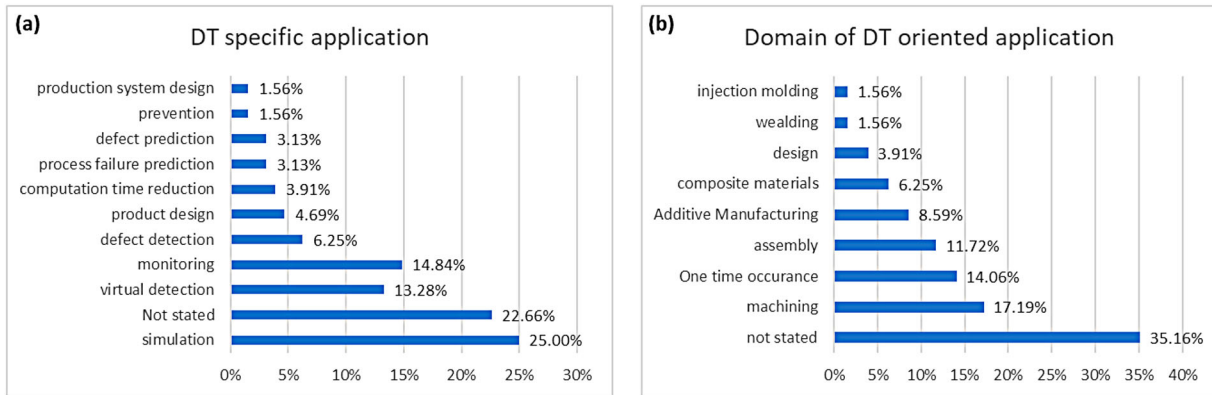 (a)
DT specific application
production system design 1.56%
prevention 1.56%
defect prediction 3.13%
process failure prediction 3.13%
computation time reduction 3.91%
product design 4.69%
defect detection 6.25%
monitoring 14.84%
virtual detection 13.28%
Not stated 22.66%
simulation 25.00%
0% 5% 10% 15% 20% 25% 30%
(b)
Domain of DT oriented application
injection molding 1.56%
wealding 1.56%
design 3.91%
composite materials 6.25%
Additive Manufacturing 8.59%
assembly 11.72%
One time occurance 14.06%
machining 17.19%
not stated 35.16%
0% 5% 10% 15% 20% 25% 30% 35% 40%